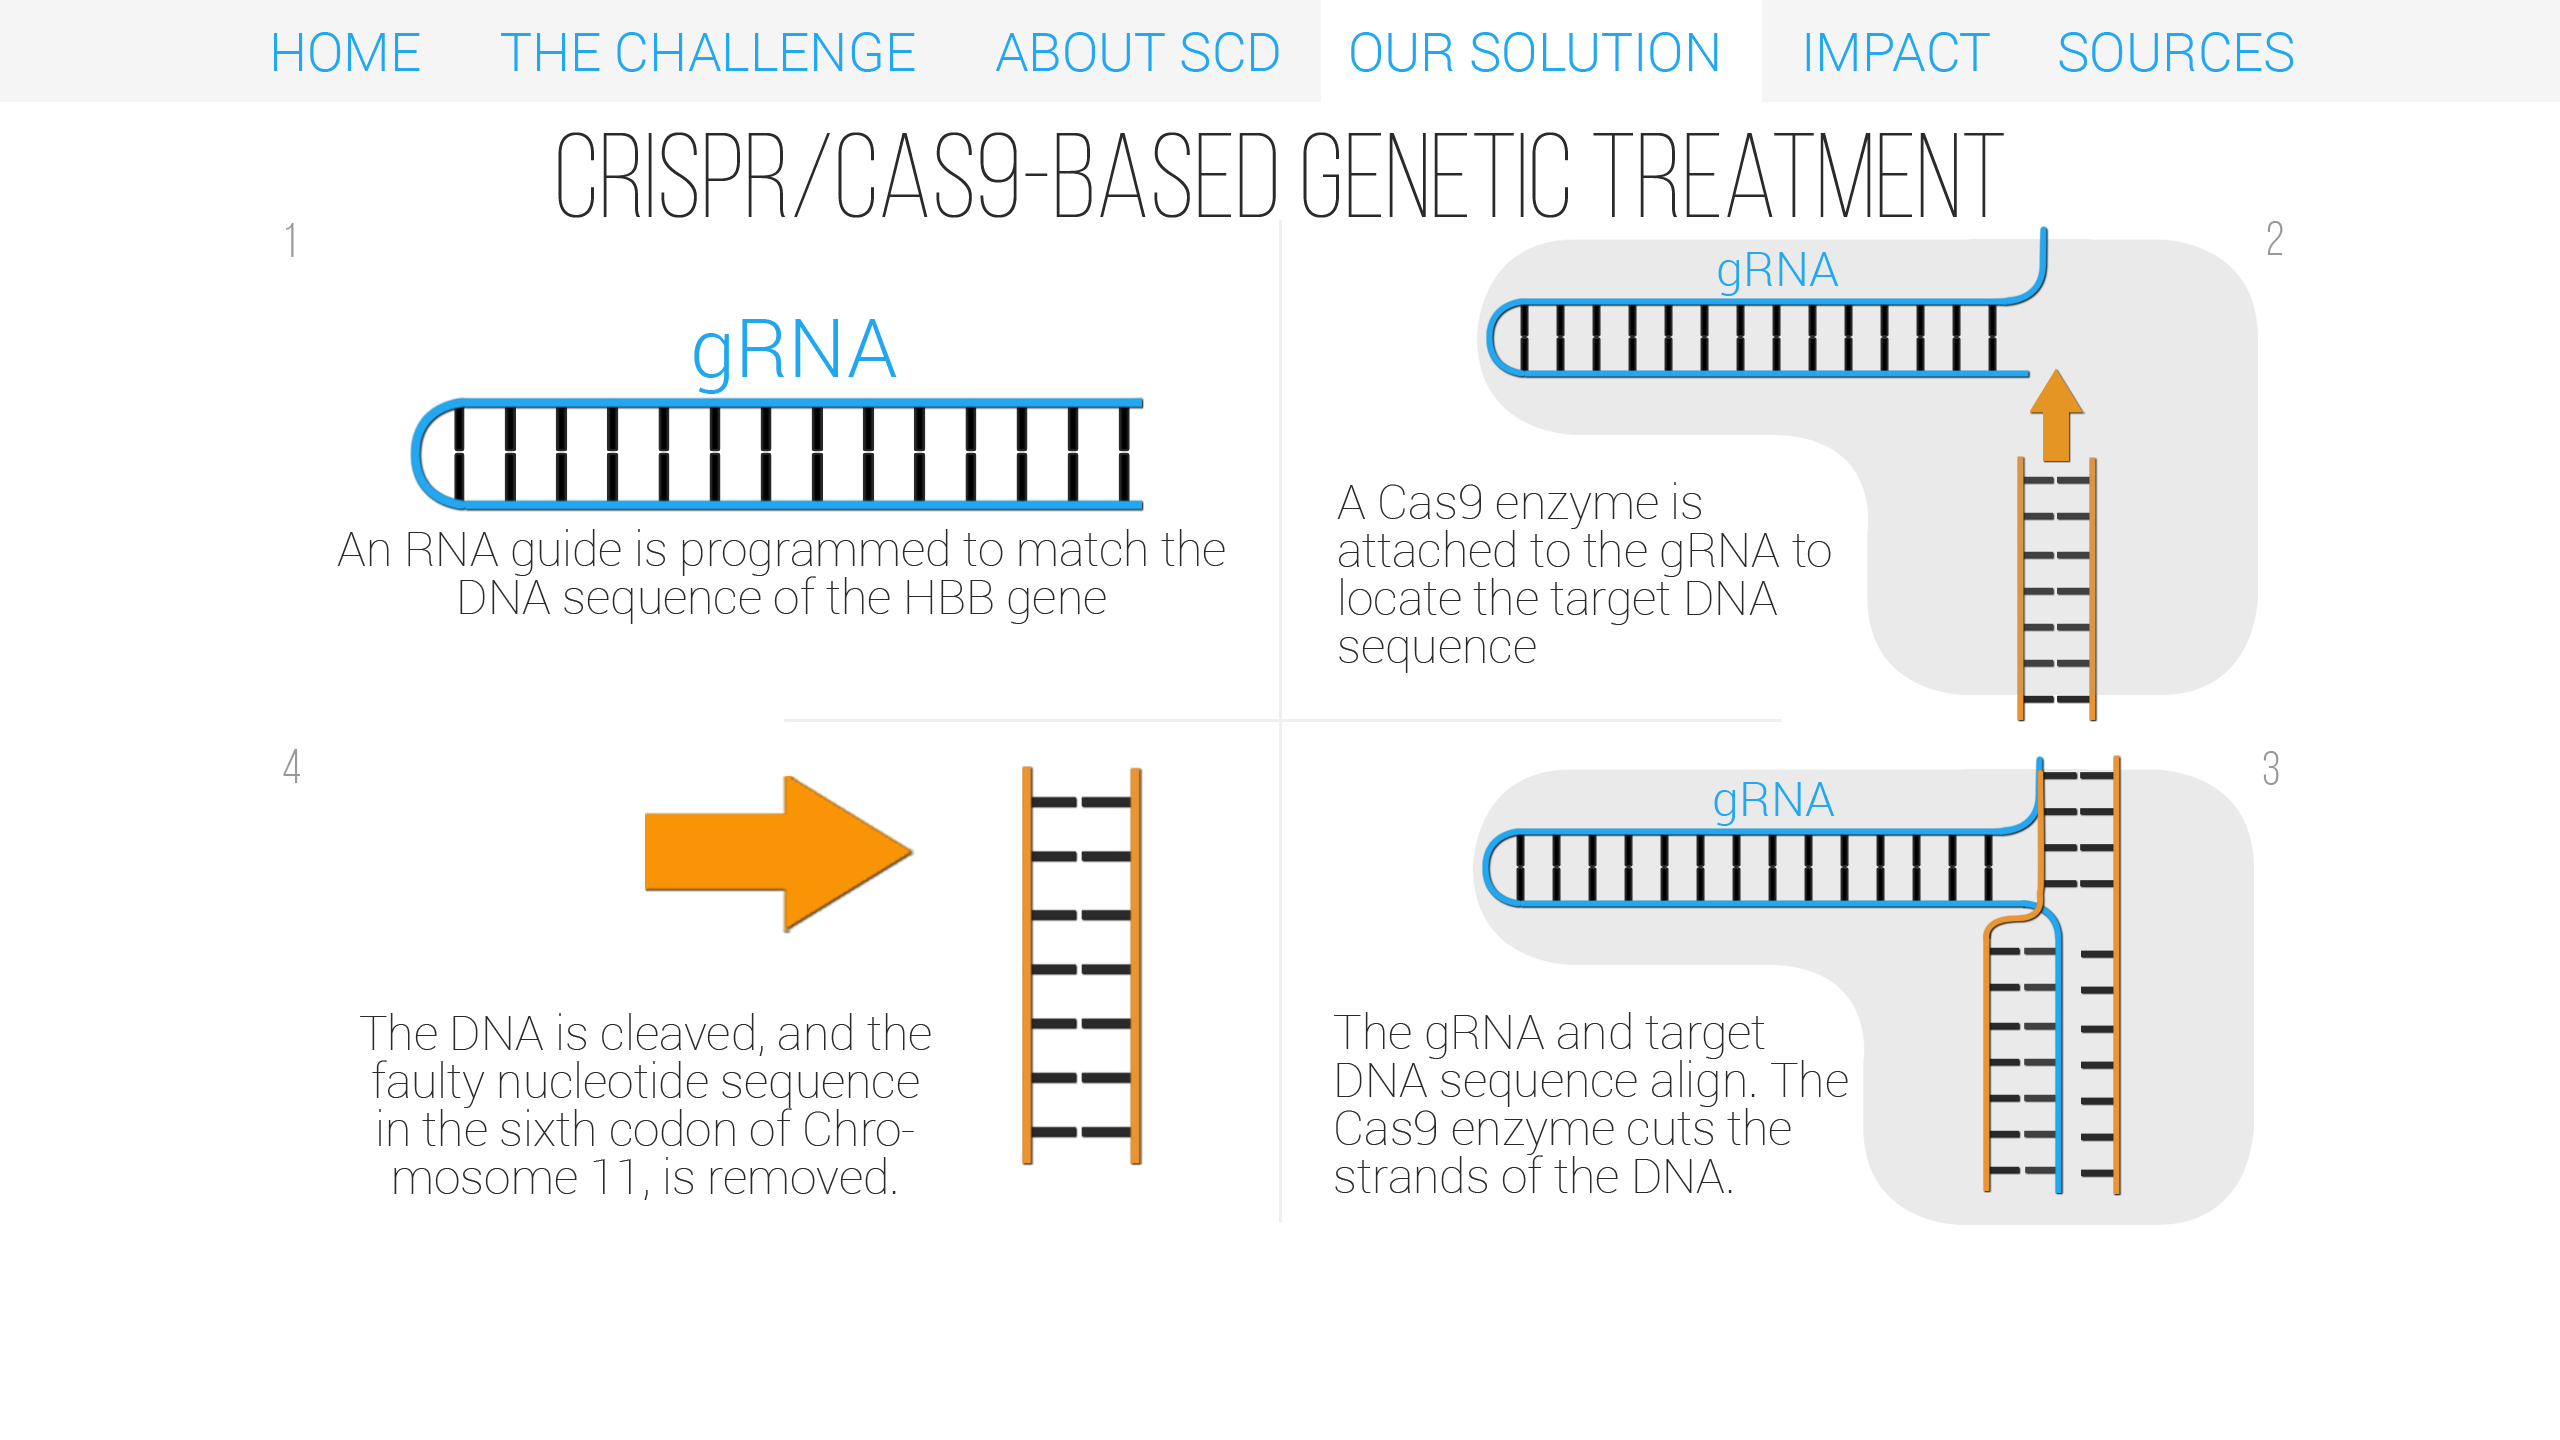 HOME THE CHALLENGE ABOUT SCD OUR SOLUTION IMPACT SOURCES
CRISPR/CAS9-BASED GENETIC TREATMENT
1
gRNA
An RNA guide is programmed to match the
DNA sequence of the HBB gene
2
gRNA
A Cas9 enzyme is
attached to the gRNA to
locate the target DNA
sequence
3
gRNA
The gRNA and target
DNA sequence align. The
Cas9 enzyme cuts the
strands of the DNA.
4
The DNA is cleaved, and the
faulty nucleotide sequence
in the sixth codon of Chro-
mosome 11, is removed.